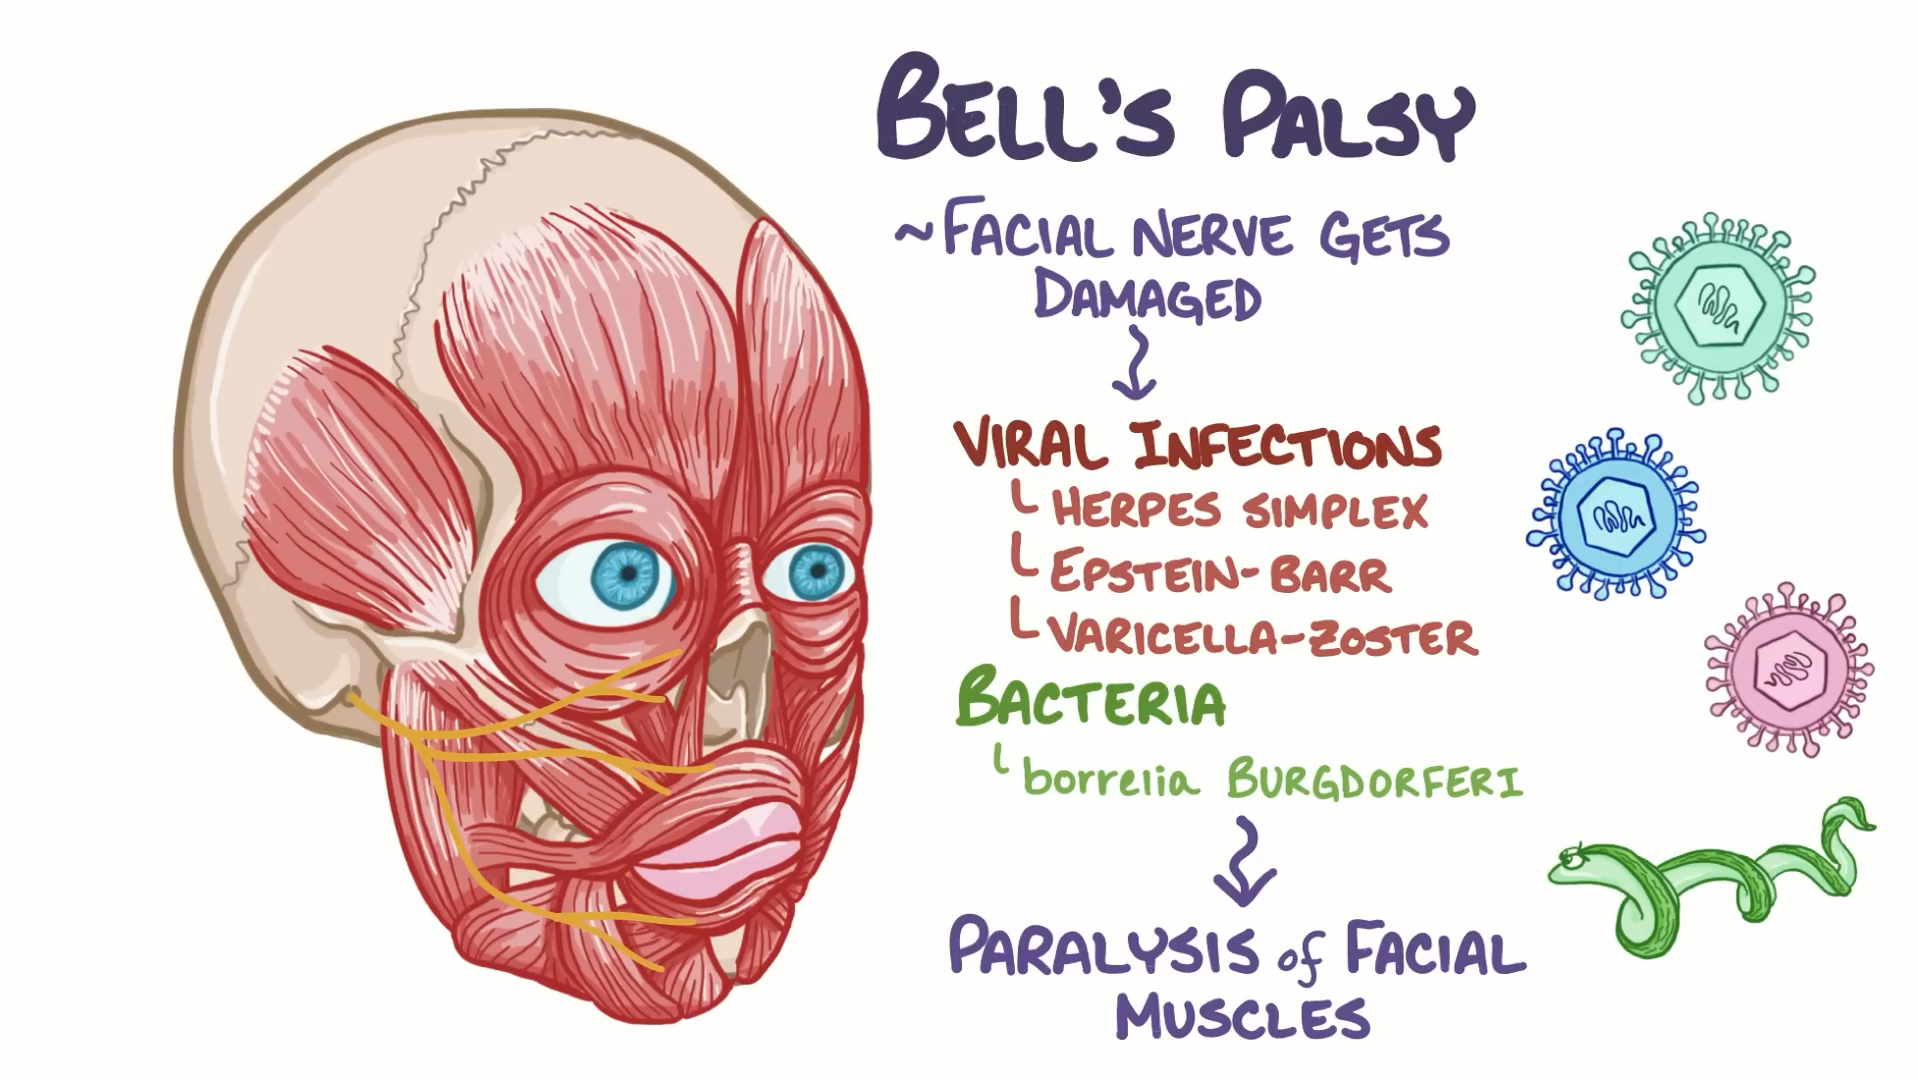 BELL'S PALSY
~FACIAL NERVE GETS
DAMAGED
VIRAL INFECTIONS
HERPES SIMPLEX
EPSTEIN-BARR
VARICELLA-ZOSTER
BACTERIA
borrelia BURGDORFERI
PARALYSIS of FACIAL
MUSCLES